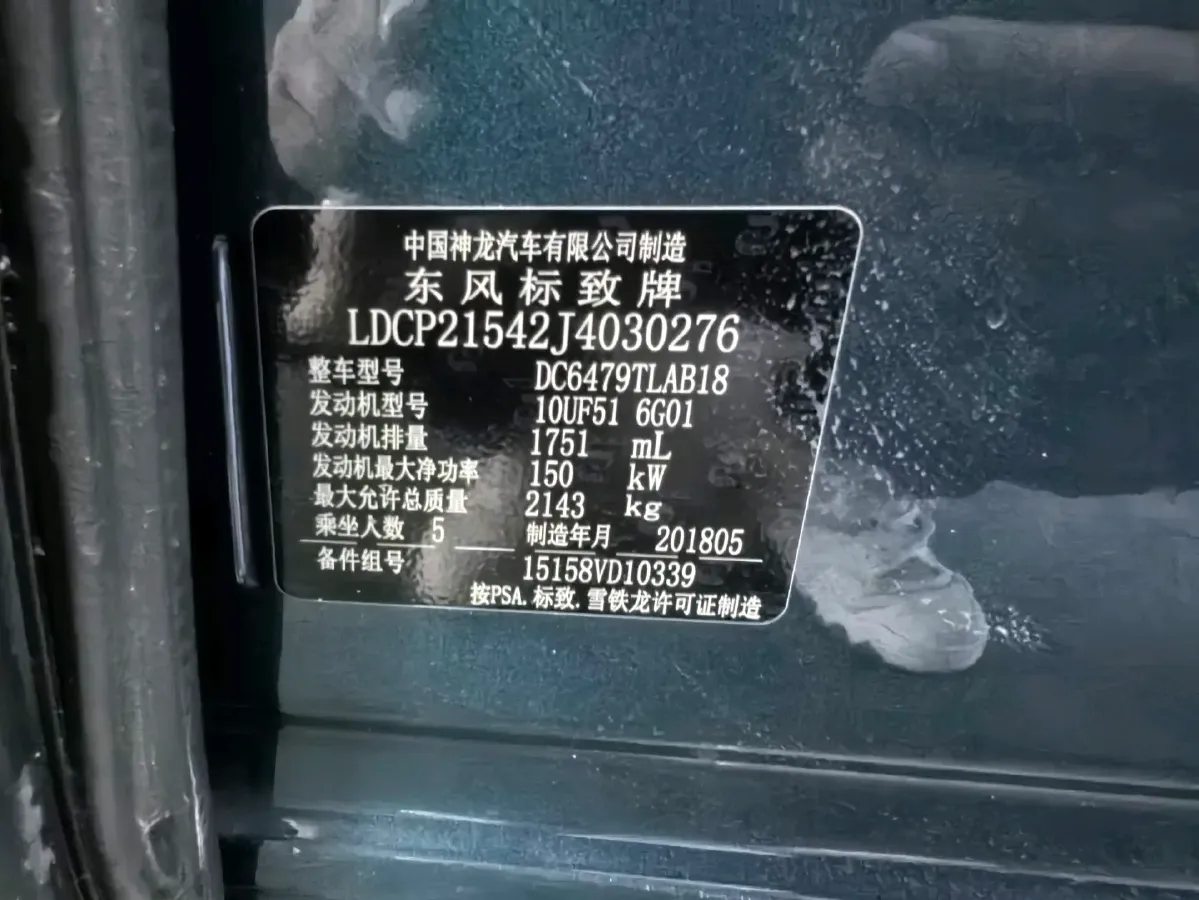 中国神龙汽车有限公司制造
东风标致牌
LDCP21542J4030276
整车型号 DC6479TLAB18
发动机型号 10UF51 6G01
发动机排量 1751 mL
发动机最大净功率 150 kW
最大允许总质量 2143 kg
乘坐人数 5 制造年月 201805
备件组号 15158VD10339
按PSA.标致.雪铁龙许可证制造